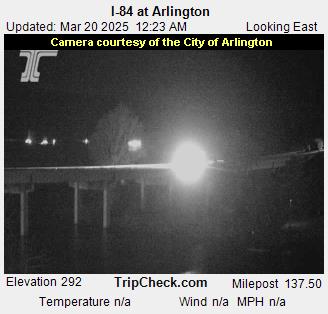 I-84 at Arlington
Updated: Mar 20 2025 12:23 AM Looking East
Camera courtesy of the City of Arlington
Elevation 292 TripCheck.com Milepost 137.50
Temperature n/a Wind n/a MPH n/a